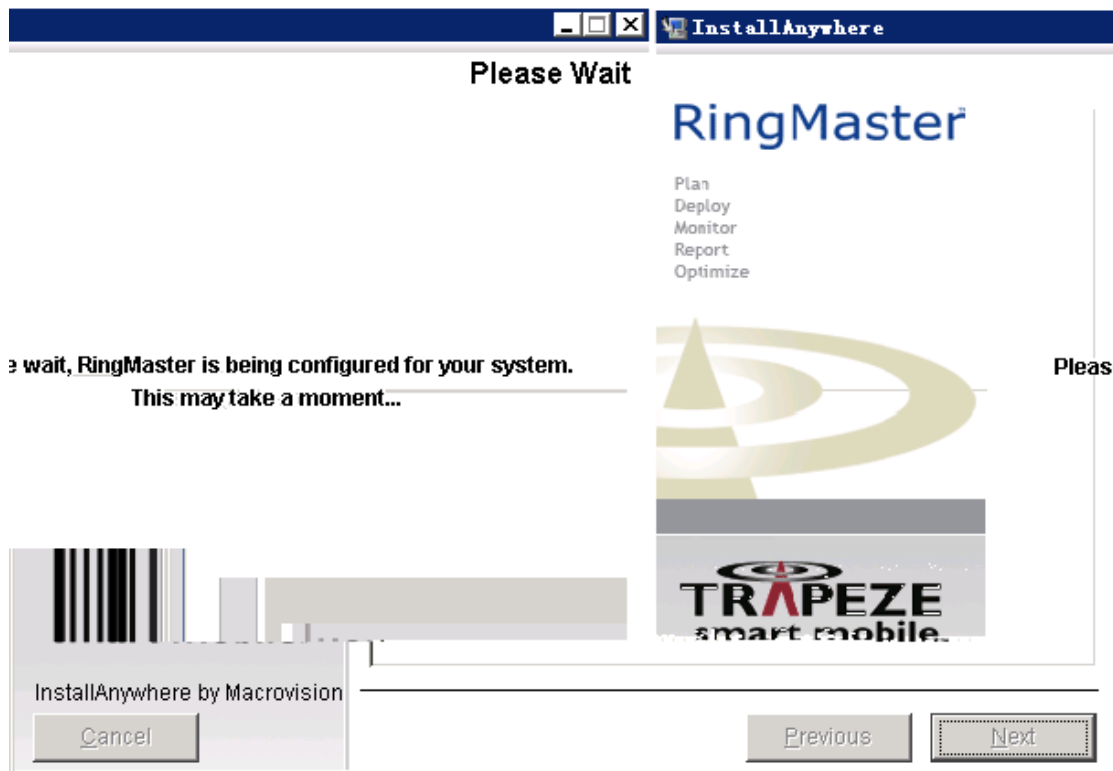 InstallAnywhere
Please Wait
RingMaster
Plan
Deploy
Monitor
Report
Optimize
e wait, RingMaster is being configured for your system.
This may take a moment...
Pleas
TRAPEZE
smart mobile.
InstallAnywhere by Macrovision
Cancel
Previous
Next